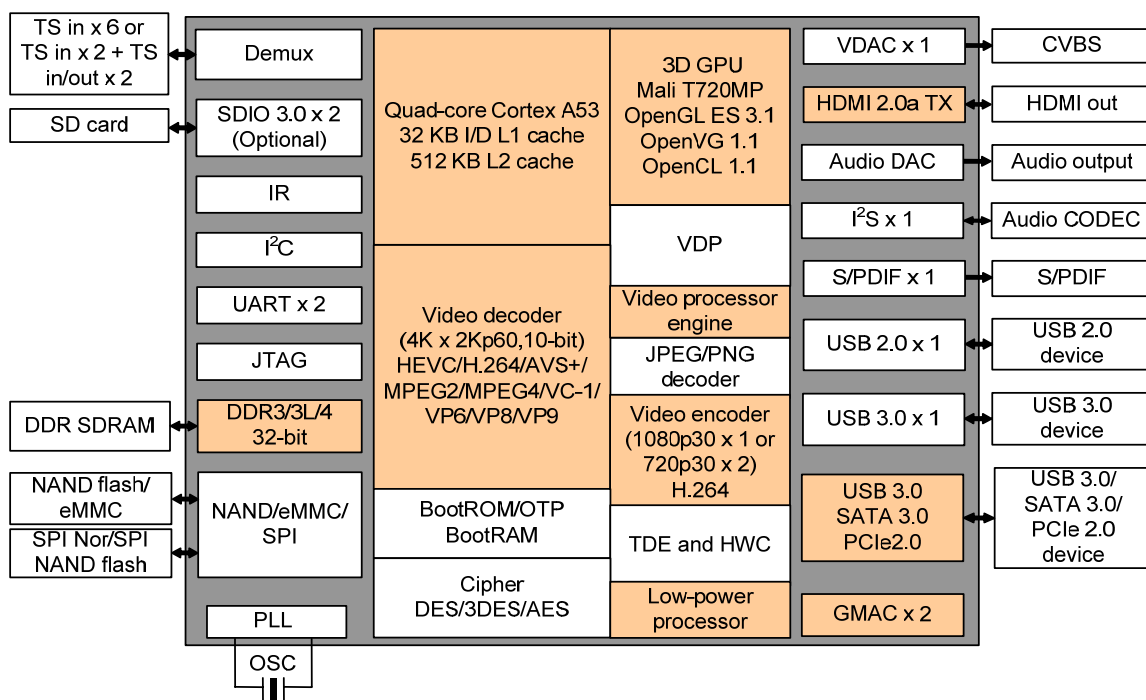 TS in x 6 or
TS in x 2 + TS
in/out x 2
SD card
DDR SDRAM
NAND flash/
eMMC
SPI Nor/SPI
NAND flash
Demux
SDIO 3.0 x 2
(Optional)
IR
I²C
UART x 2
JTAG
DDR3/3L/4
32-bit
NAND/eMMC/
SPI
PLL
OSC
Quad-core Cortex A53
32 KB I/D L1 cache
512 KB L2 cache
Video decoder
(4K x 2Kp60,10-bit)
HEVC/H.264/AVS+/
MPEG2/MPEG4/VC-1/
VP6/VP8/VP9
BootROM/OTP
BootRAM
Cipher
DES/3DES/AES
3D GPU
Mali T720MP
OpenGL ES 3.1
OpenVG 1.1
OpenCL 1.1
VDP
Video processor
engine
JPEG/PNG
decoder
Video encoder
(1080p30 x 1 or
720p30 x 2)
H.264
TDE and HWC
Low-power
processor
VDAC x 1
HDMI 2.0a TX
Audio DAC
I²S x 1
S/PDIF x 1
USB 2.0 x 1
USB 3.0 x 1
USB 3.0
SATA 3.0
PCIe2.0
GMAC x 2
CVBS
HDMI out
Audio output
Audio CODEC
S/PDIF
USB 2.0
device
USB 3.0
device
USB 3.0/
SATA 3.0/
PCIe 2.0
device